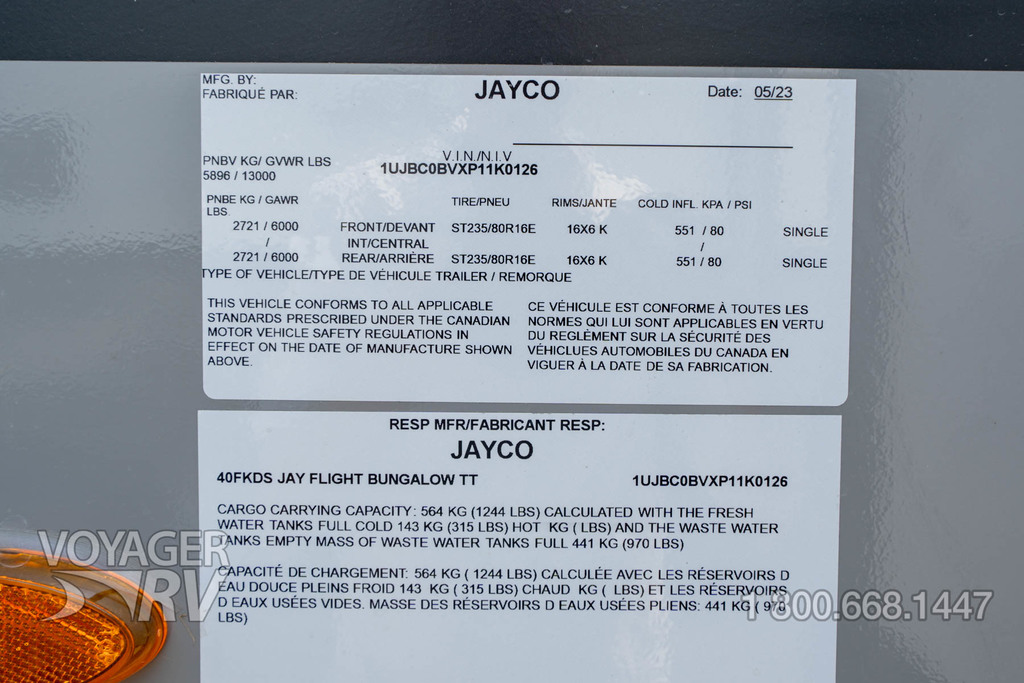 MFG. BY:
FABRIQUÉ PAR:
JAYCO
Date: 05/23
V.I.N./N.I.V
1UJBC0BVXP11K0126
PNBV KG/ GVWR LBS
5896 / 13000
PNBE KG / GAWR TIRE/PNEU RIMS/JANTE COLD INFL. KPA / PSI
LBS
2721 / 6000 FRONT/DEVANT ST235/80R16E 16X6 K 551 / 80 SINGLE
/ INT/CENTRAL /
2721 / 6000 REAR/ARRIÈRE ST235/80R16E 16X6 K 551 / 80 SINGLE
TYPE OF VEHICLE/TYPE DE VÉHICULE TRAILER / REMORQUE
THIS VEHICLE CONFORMS TO ALL APPLICABLE
STANDARDS PRESCRIBED UNDER THE CANADIAN
MOTOR VEHICLE SAFETY REGULATIONS IN
EFFECT ON THE DATE OF MANUFACTURE SHOWN
ABOVE.
CE VÉHICULE EST CONFORME À TOUTES LES
NORMES QUI LUI SONT APPLICABLES EN VERTU
DU REGLÉMENT SUR LA SÉCURITÉ DES
VÉHICLUES AUTOMOBILES DU CANADA EN
VIGUER À LA DATE DE SA FABRICATION.
RESP MFR/FABRICANT RESP:
JAYCO
40FKDS JAY FLIGHT BUNGALOW TT 1UJBC0BVXP11K0126
CARGO CARRYING CAPACITY: 564 KG (1244 LBS) CALCULATED WITH THE FRESH
WATER TANKS FULL COLD 143 KG (315 LBS) HOT KG ( LBS) AND THE WASTE WATER
TANKS EMPTY MASS OF WASTE WATER TANKS FULL 441 KG (970 LBS)
CAPACITÉ DE CHARGEMENT: 564 KG ( 1244 LBS) CALCULÉE AVEC LES RÉSERVOIRS D
EAU DOUCE PLEINS FROID 143 KG ( 315 LBS) CHAUD KG ( LBS) ET LES RÉSERVOIRS
D EAUX USÉES VIDES. MASSE DES RÉSERVOIRS D EAUX USÉES PLIENS: 441 KG ( 970
LBS)
VOYAGER
RV
1·800.668.1447